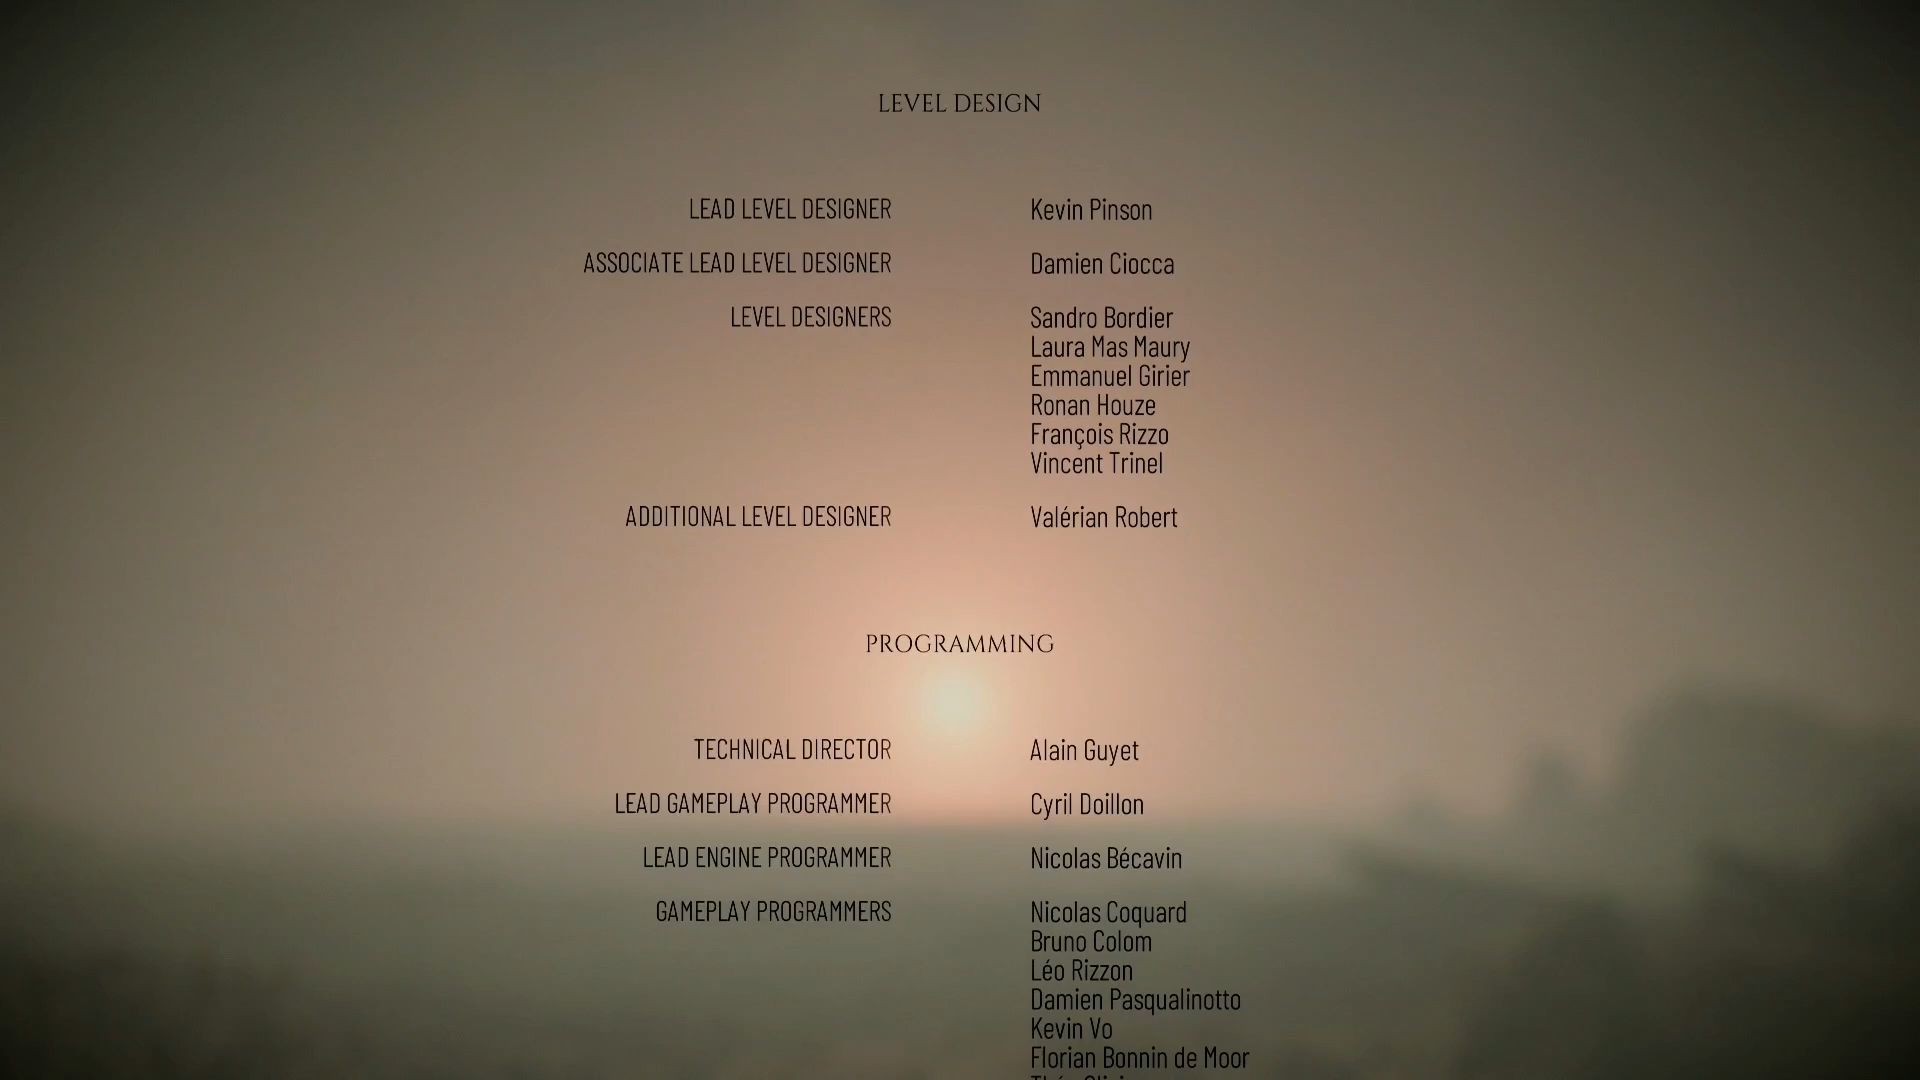 LEVEL DESIGN
LEAD LEVEL DESIGNER Kevin Pinson
ASSOCIATE LEAD LEVEL DESIGNER Damien Ciocca
LEVEL DESIGNERS Sandro Bordier
Laura Mas Maury
Emmanuel Girier
Ronan Houze
François Rizzo
Vincent Trinel
ADDITIONAL LEVEL DESIGNER Valérian Robert
PROGRAMMING
TECHNICAL DIRECTOR Alain Guyet
LEAD GAMEPLAY PROGRAMMER Cyril Doillon
LEAD ENGINE PROGRAMMER Nicolas Bécavin
GAMEPLAY PROGRAMMERS Nicolas Coquard
Bruno Colom
Léo Rizzon
Damien Pasqualinotto
Kevin Vo
Florian Bonnin de Moor